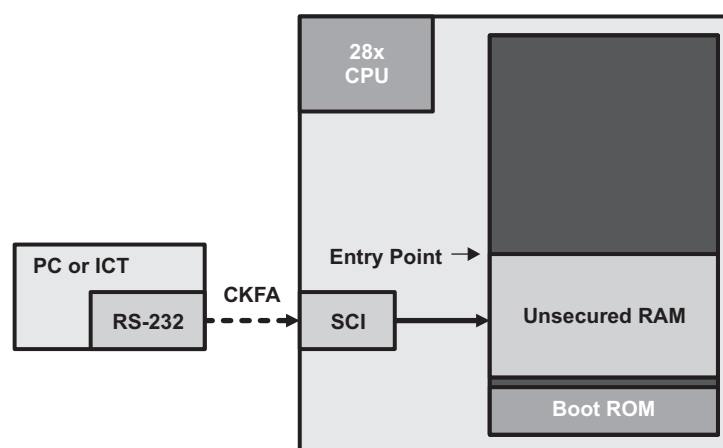 28x
CPU
Entry Point
PC or ICT
CKFA
RS-232
SCI
Unsecured RAM
Boot ROM